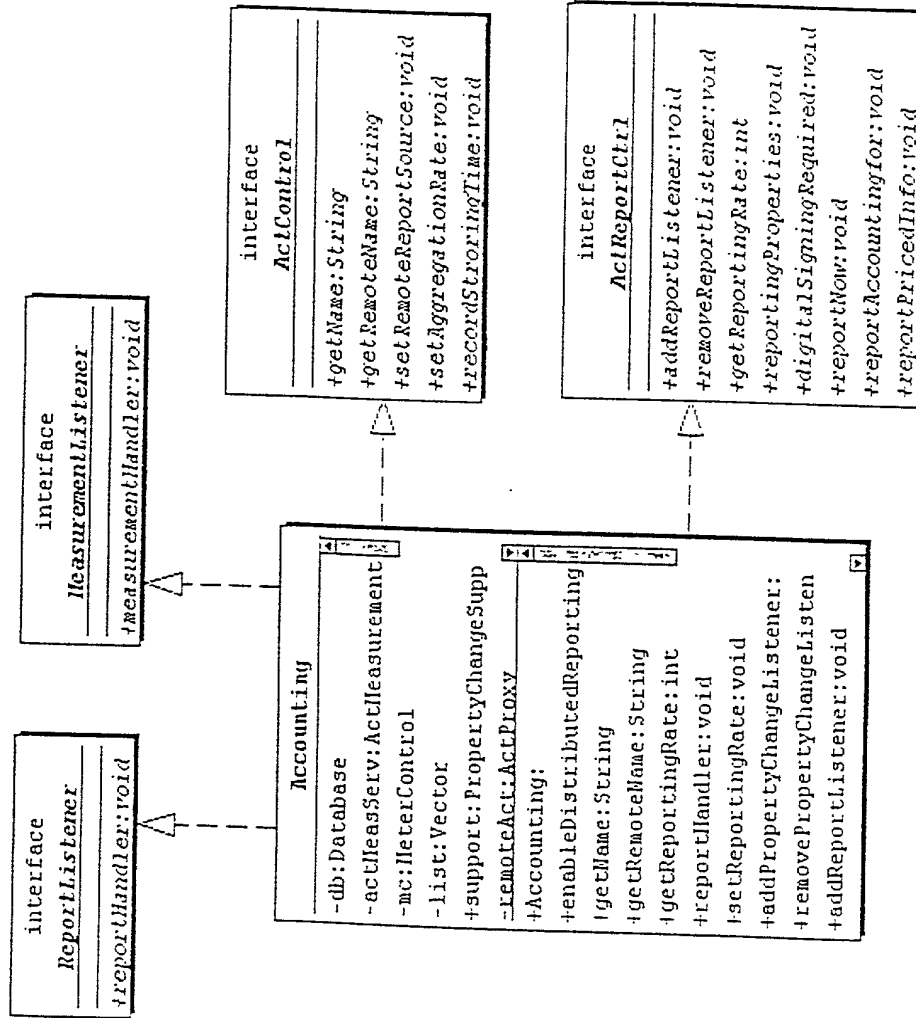 interface
ReportListener
+reportHandler:void
interface
MeasurementListener
+measurementHandler:void
Accounting
-db:Database
-actMeasServ:ActMeasurement
-mc:MeterControl
-list:Vector
+support:PropertyChangeSupp
-remoteAct:ActProxy
+Accounting:
+enableDistributedReporting
+getName:String
+getRemoteName:String
+getReportingRate:int
+reportHandler:void
+setReportingRate:void
+addPropertyChangeListener:
+removePropertyChangeListen
+addReportListener:void
interface
ActControl
+getName:String
+getRemoteName:String
+setRemoteReportSource:void
+setAggregationRate:void
+recordStroringTime:void
interface
ActReportCtrl
+addReportListener:void
+removeReportListener:void
+getReportingRate:int
+reportingProperties:void
+digitalSigningRequired:void
+reportNow:void
+reportAccountingfor:void
+reportPricedInfo:void